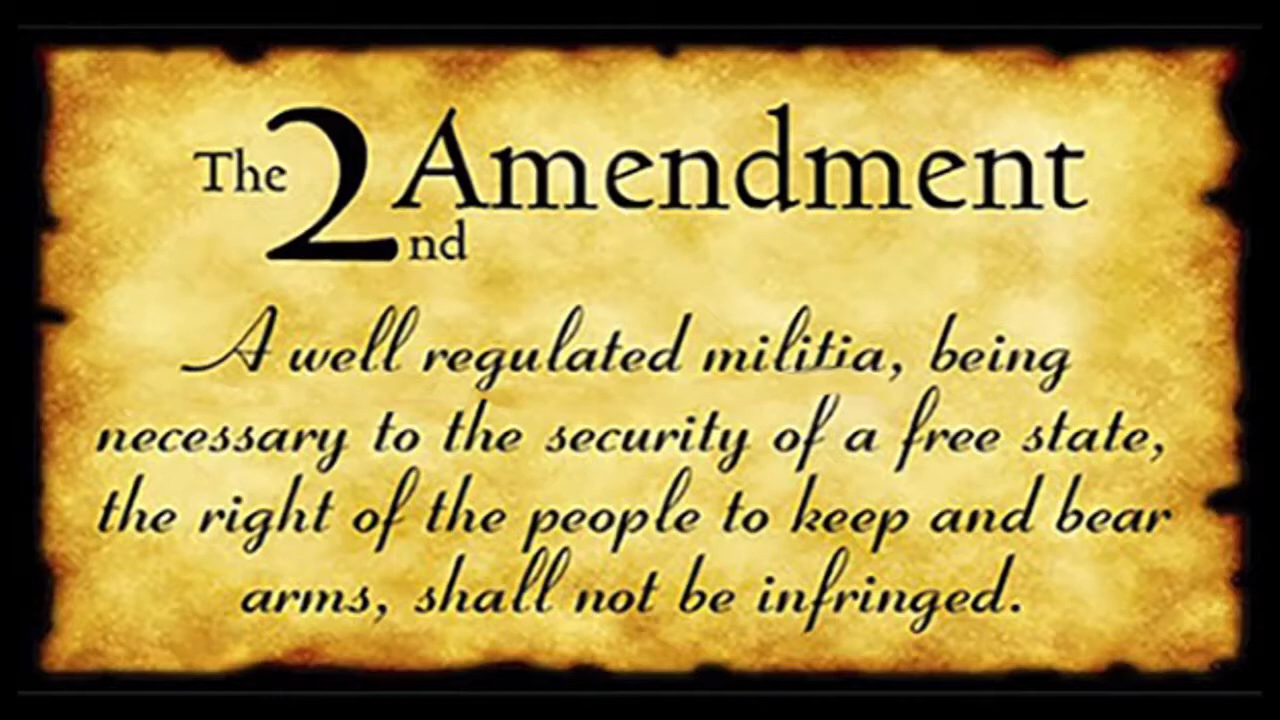 The 2nd Amendment
A well regulated militia, being
necessary to the security of a free state,
the right of the people to keep and bear
arms, shall not be infringed.